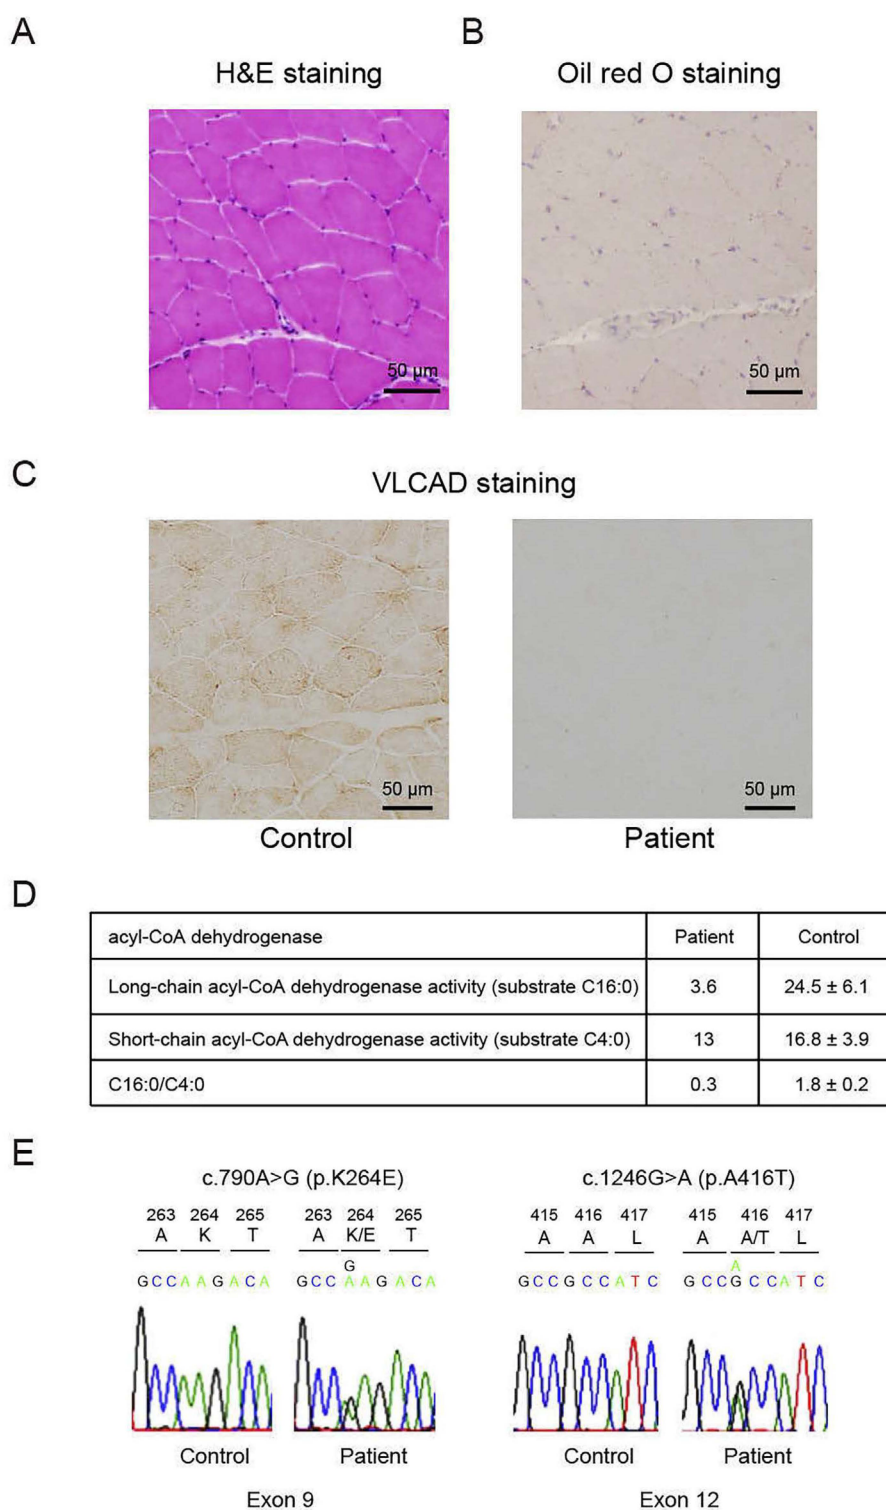 A
B
H&E staining
Oil red O staining
50 μm
50 μm
C
VLCAD staining
50 μm
50 μm
Control
Patient
D
acyl-CoA dehydrogenase Patient Control
Long-chain acyl-CoA dehydrogenase activity (substrate C16:0) 3.6 24.5 ± 6.1
Short-chain acyl-CoA dehydrogenase activity (substrate C4:0) 13 16.8 ± 3.9
C16:0/C4:0 0.3 1.8 ± 0.2
E
c.790A>G (p.K264E)
c.1246G>A (p.A416T)
263 264 265 263 264 265 415 416 417 415 416 417
A K T A K/E T A A L A A/T L
G A
GCCAAGACA GCCAAGACA GCCGCCATC GCCGCCATC
Control Patient Control Patient
Exon 9 Exon 12